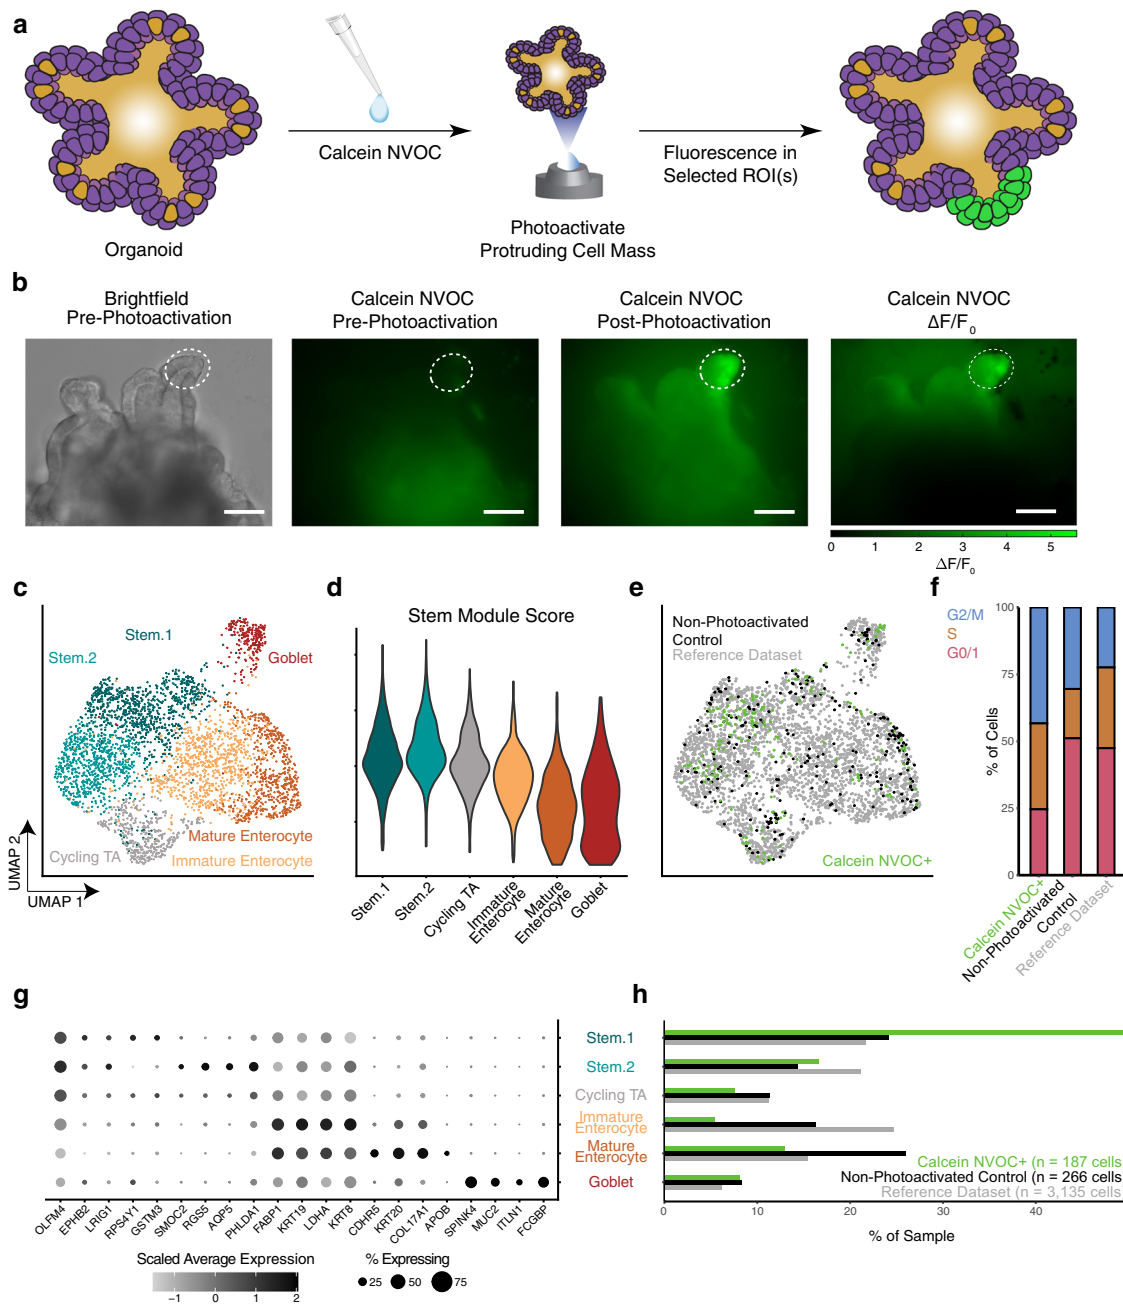 a
Calcein NVOC
Fluorescence in
Selected ROI(s)
Organoid
Photoactivate
Protruding Cell Mass
b
Brightfield
Pre-Photoactivation
Calcein NVOC
Pre-Photoactivation
Calcein NVOC
Post-Photoactivation
Calcein NVOC
ΔF/F0
0 1 2 3 4 5
ΔF/F0
c
Stem.1
Stem.2
Goblet
Mature Enterocyte
Immature Enterocyte
Cycling TA
UMAP 2
UMAP 1
d
Stem Module Score
Stem.1
Stem.2
Cycling TA
Immature
Enterocyte
Mature
Enterocyte
Goblet
e
Non-Photoactivated
Control
Reference Dataset
Calcein NVOC+
f
G2/M
S
G0/1
% of Cells
100
75
50
25
0
Calcein NVOC+
Non-Photoactivated
Control
Reference Dataset
g
Stem.1
Stem.2
Cycling TA
Immature
Enterocyte
Mature
Enterocyte
Goblet
OLFM4 EPHB2 LRIG1 RPS4Y1 GSTM3 SMOC2 RGS5 AQP5 PHLDA1 FABP1 KRT19 LDHA KRT8 CDHR5 KRT20 COL17A1 APOB SPINK4 MUC2 ITLN1 FCGBP
Scaled Average Expression
−1 0 1 2
% Expressing
25 50 75
h
Calcein NVOC+ (n = 187 cells
Non-Photoactivated Control (n = 266 cells
Reference Dataset (n = 3,135 cells
0 10 20 30 40
% of Sample